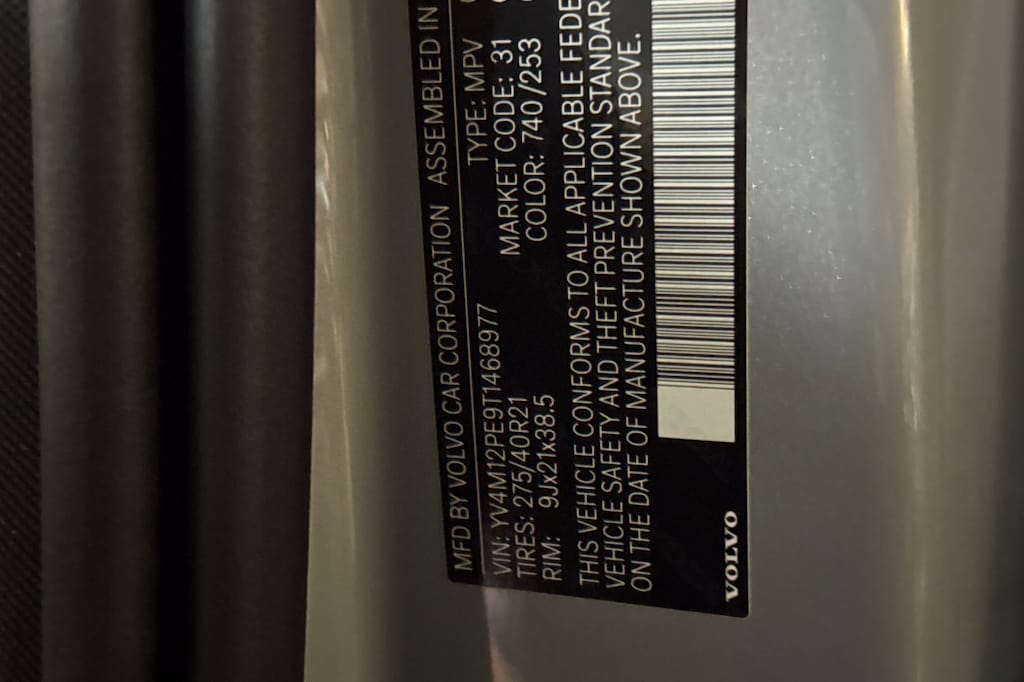 MFD BY VOLVO CAR CORPORATION ASSEMBLED IN
VIN: YV4M12PE9T1468977 TYPE: MPV
TIRES: 275/40R21 MARKET CODE: 31
RIM: 9Jx21x38.5 COLOR: 740 /253
THIS VEHICLE CONFORMS TO ALL APPLICABLE FEDE
VEHICLE SAFETY AND THEFT PREVENTION STANDAR
ON THE DATE OF MANUFACTURE SHOWN ABOVE.
VOLVO